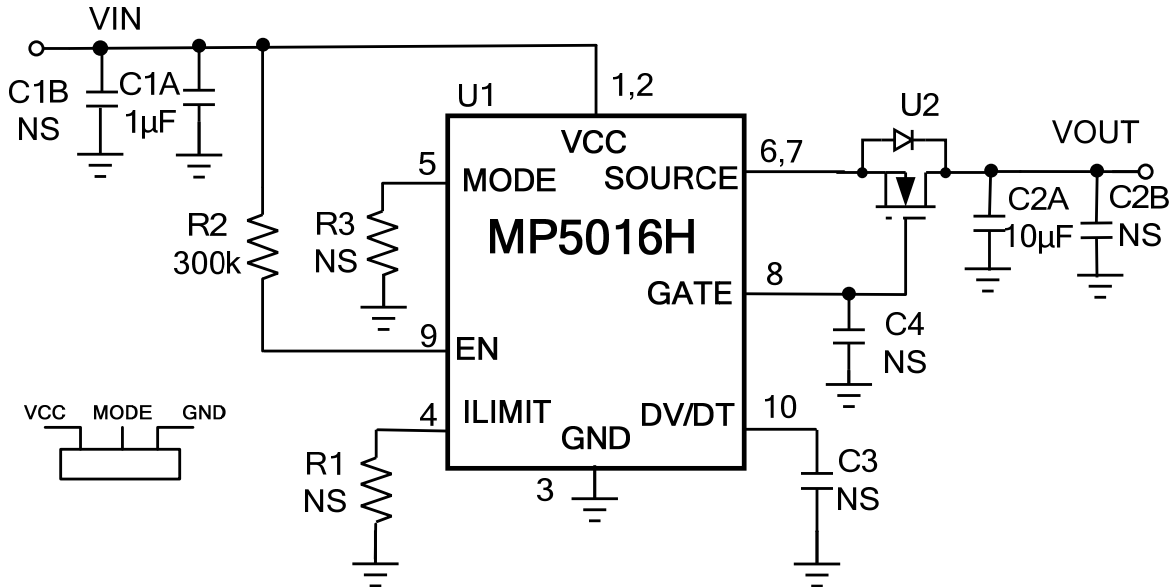 VIN
C1B
NS
C1A
1µF
U1
1,2
VCC
5
MODE
SOURCE
6,7
U2
VOUT
R2
300k
R3
NS
MP5016H
C2A
10µF
C2B
NS
GATE
8
9
EN
C4
NS
VCC
MODE
GND
4
ILIMIT
DV/DT
10
GND
R1
NS
3
C3
NS